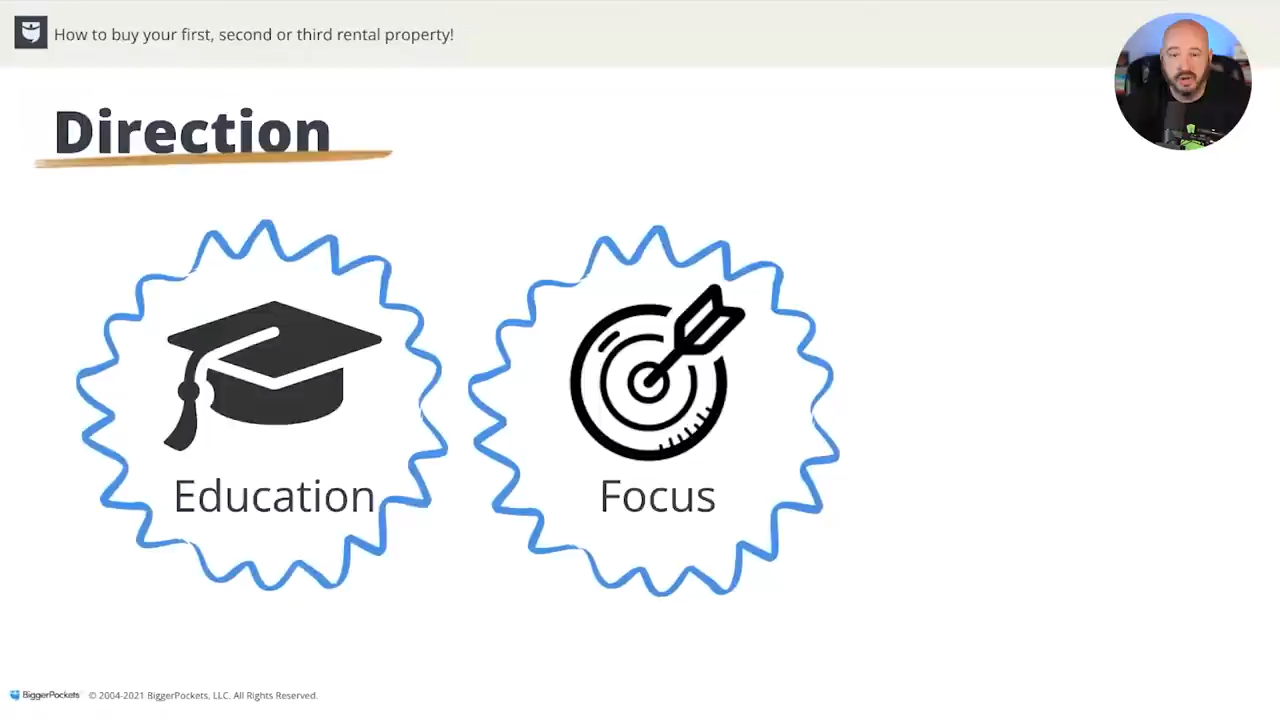 How to buy your first, second or third rental property!
Direction
Education
Focus
BiggerPockets © 2004-2021 BiggerPockets, LLC. All Rights Reserved.